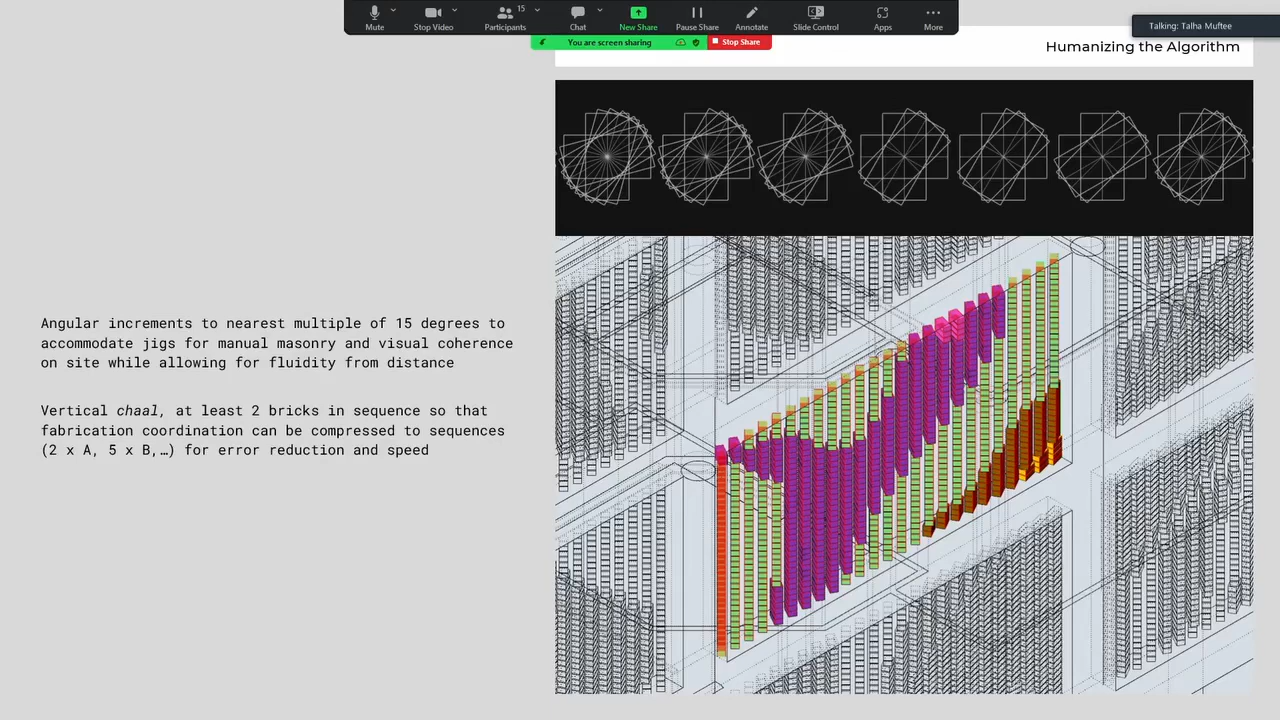 15
Mute
Stop Video
Participants
Chat
New Share
Pause Share
Annotate
Slide Control
Apps
More
You are screen sharing
Stop Share
Talking: Talha Muftee
Humanizing the Algorithm
Angular increments to nearest multiple of 15 degrees to
accommodate jigs for manual masonry and visual coherence
on site while allowing for fluidity from distance
Vertical chaal, at least 2 bricks in sequence so that
fabrication coordination can be compressed to sequences
(2 x A, 5 x B,…) for error reduction and speed